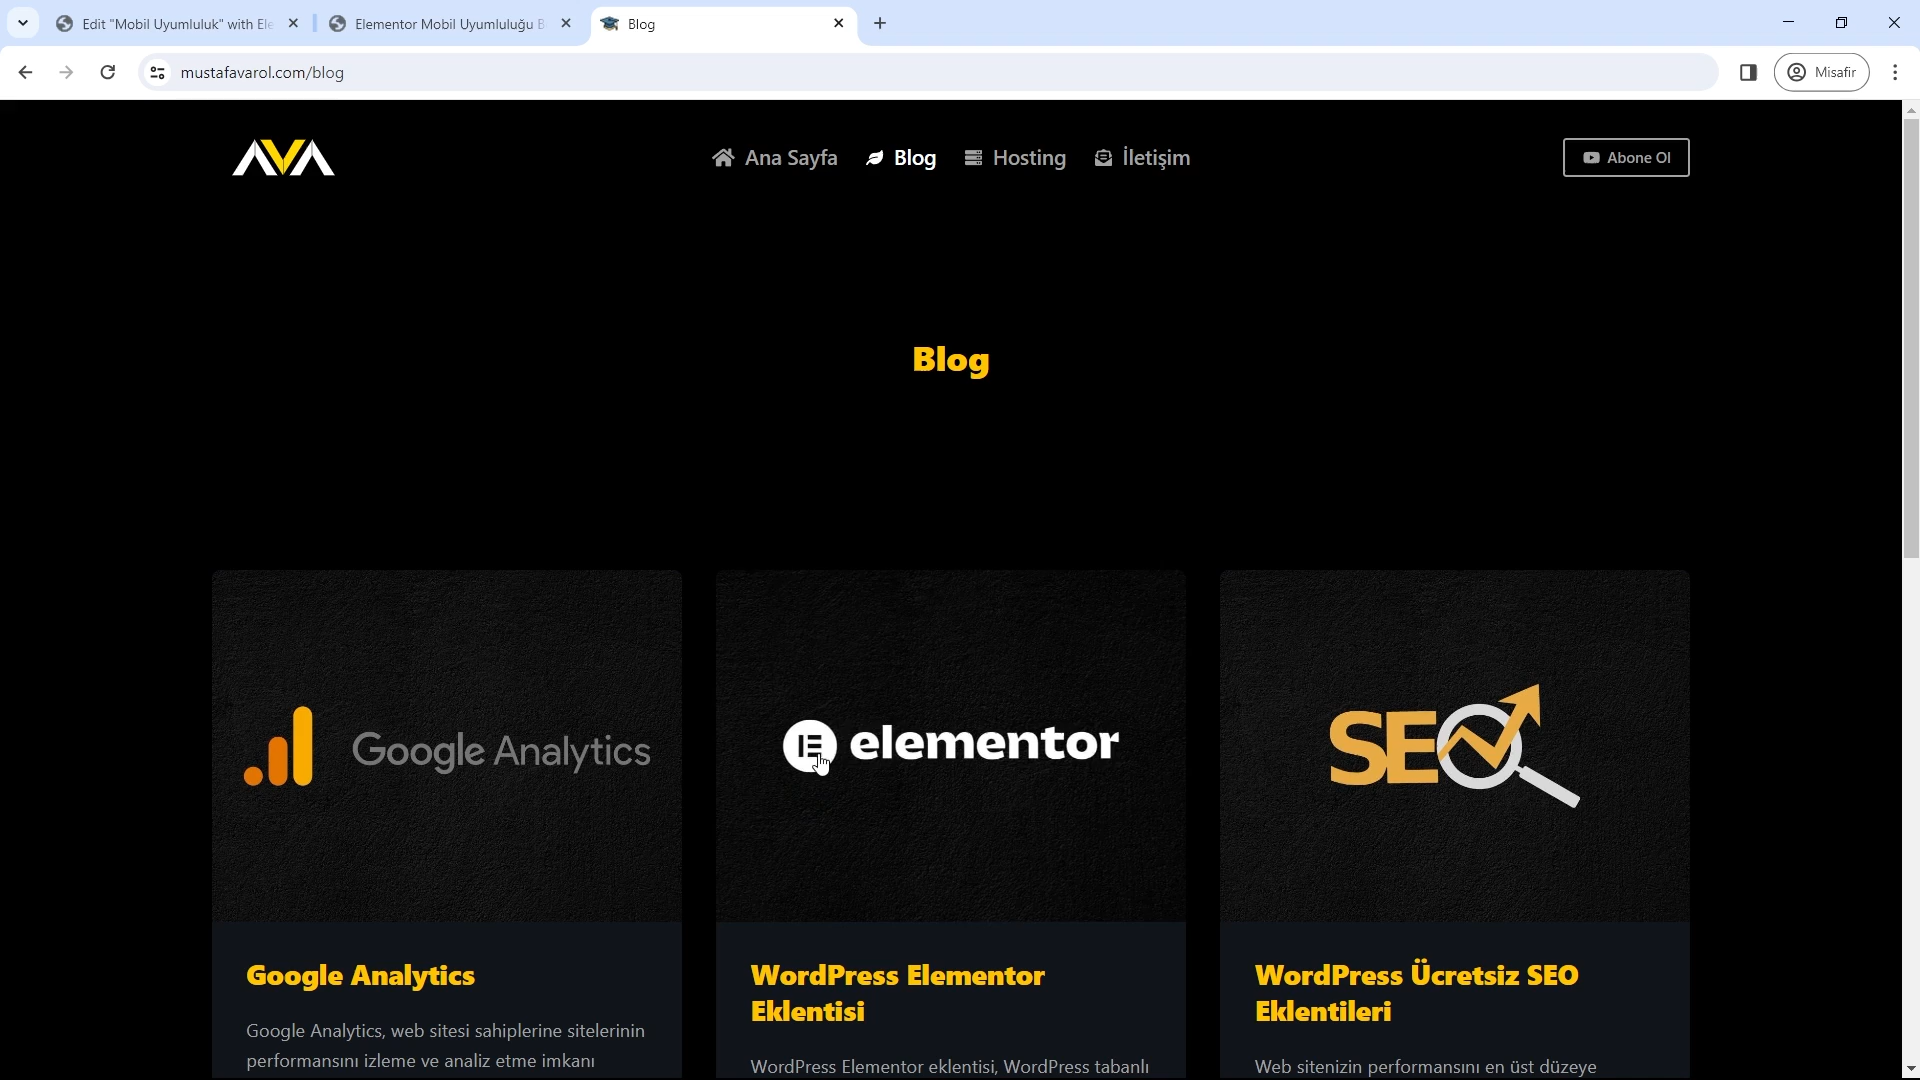 Edit "Mobil Uyumluluk" with Ele
Elementor Mobil Uyumluluğu B
Blog
mustafavarol.com/blog
Misafir
Ana Sayfa
Blog
Hosting
İletişim
Abone Ol
Blog
Google Analytics
elementor
SEO
Google Analytics
Google Analytics, web sitesi sahiplerine sitelerinin
performansını izleme ve analiz etme imkanı
WordPress Elementor
Eklentisi
WordPress Elementor eklentisi, WordPress tabanlı
WordPress Ücretsiz SEO
Eklentileri
Web sitenizin performansını en üst düzeye